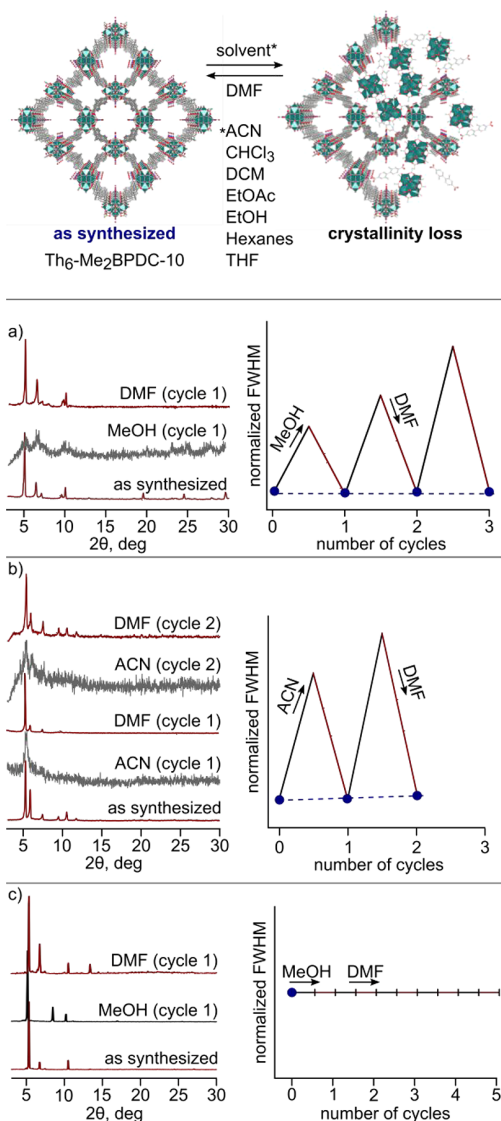 solvent*
DMF
*ACN
CHCl₃
DCM
EtOAc
EtOH
Hexanes
THF
as synthesized
Th₆-Me₂BPDC-10
crystallinity loss
a)
DMF (cycle 1)
MeOH (cycle 1)
as synthesized
5 10 15 20 25 30
2θ, deg
normalized FWHM
MeOH
DMF
0 1 2 3
number of cycles
b)
DMF (cycle 2)
ACN (cycle 2)
DMF (cycle 1)
ACN (cycle 1)
as synthesized
5 10 15 20 25 30
2θ, deg
normalized FWHM
ACN
DMF
0 1 2 3
number of cycles
c)
DMF (cycle 1)
MeOH (cycle 1)
as synthesized
5 10 15 20 25 30
2θ, deg
normalized FWHM
MeOH
DMF
0 1 2 3 4 5
number of cycles